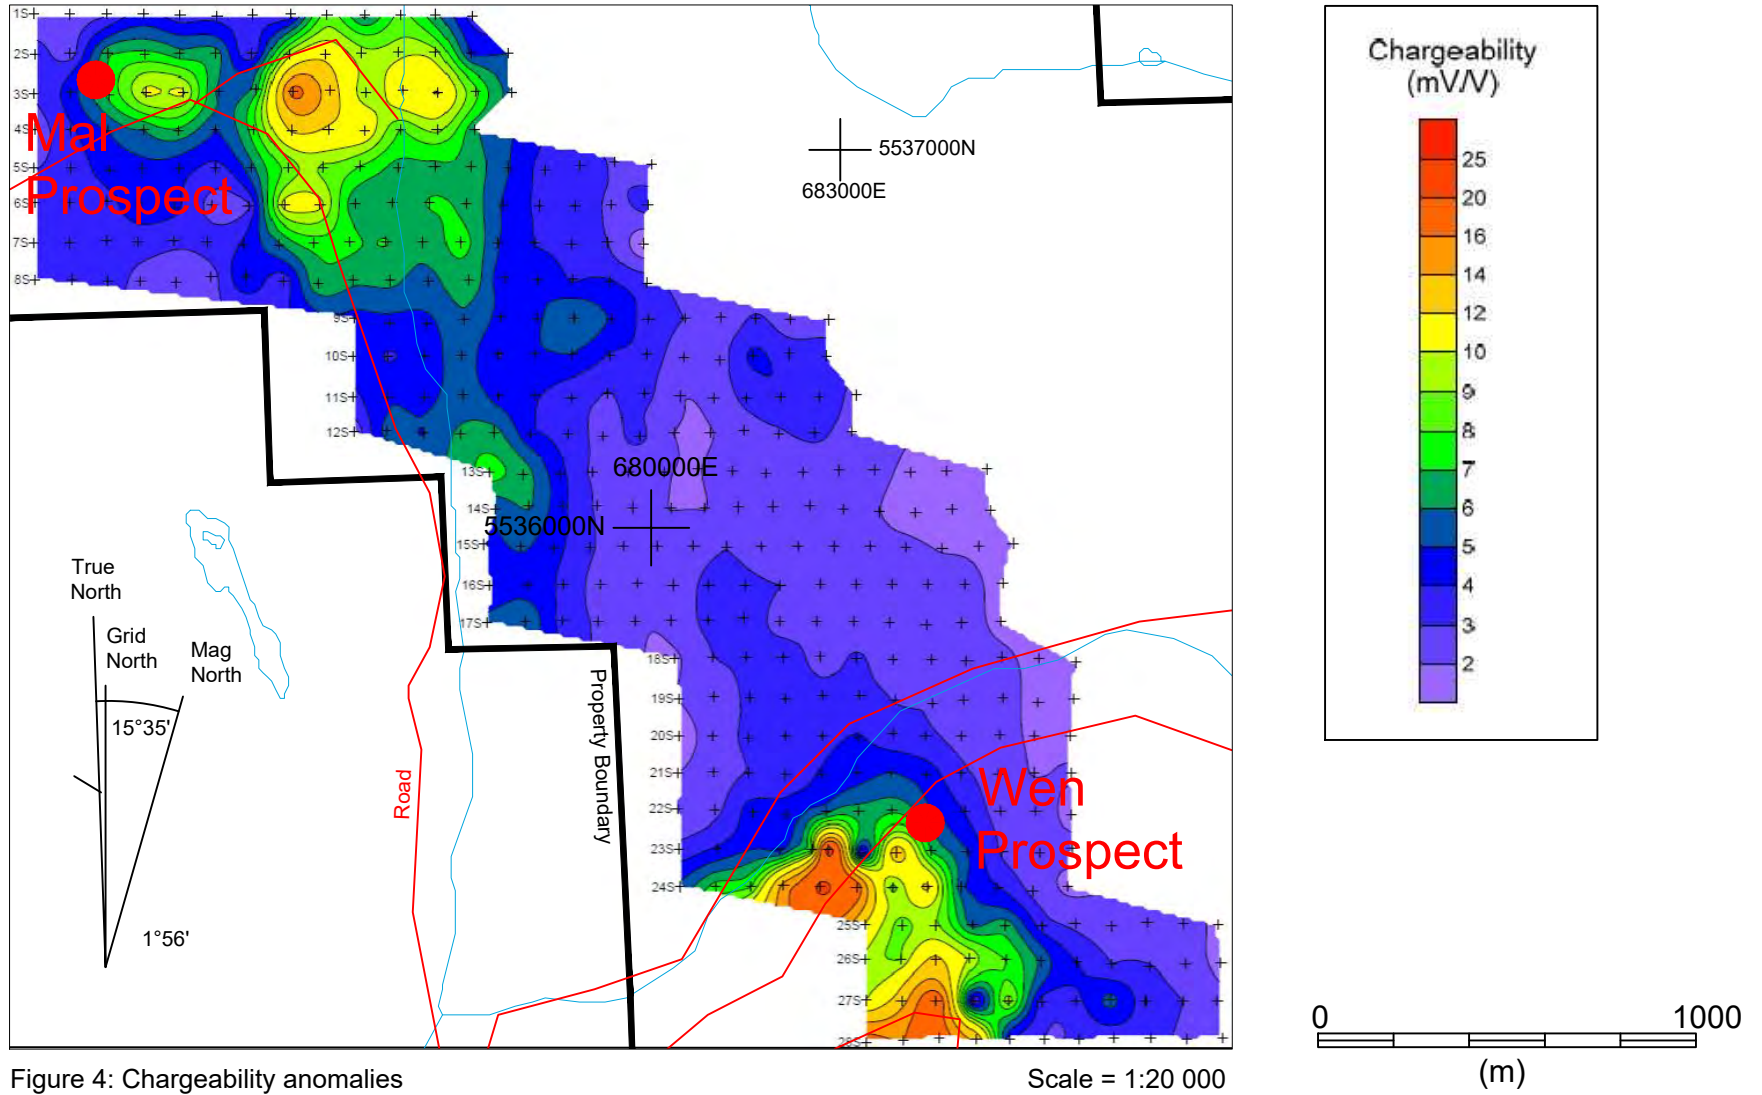 1S
2S
3S
4S
5S
6S
7S
8S
Mal
Prospect
5537000N
683000E
9S
10S
11S
12S
13S
14S
15S
16S
17S
680000E
5536000N
18S
19S
20S
21S
22S
23S
24S
25S
26S
27S
28S
True
North
Grid
North
Mag
North
15°35'
1°56'
Road
Property Boundary
Wen
Prospect
Chargeability
(mV/V)
25
20
16
14
12
10
9
8
7
6
5
4
3
2
0
1000
(m)
Figure 4: Chargeability anomalies
Scale = 1:20 000